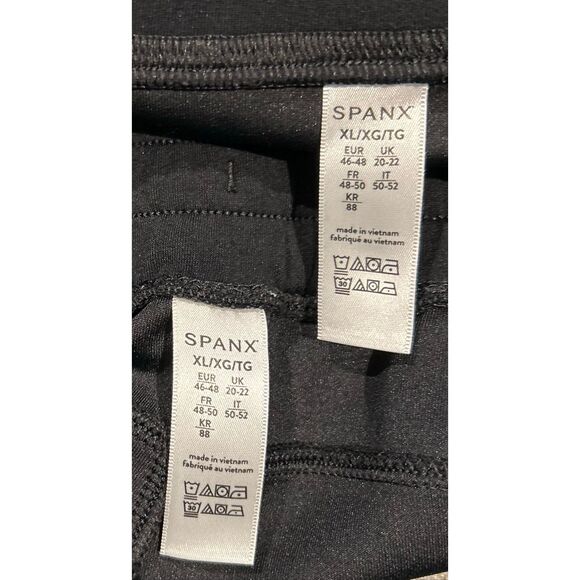 SPANX
XL/XG/TG
EUR UK
46-48 20-22
FR IT
48-50 50-52
KR
88
made in vietnam
fabriqué au vietnam
30
SPANX
XL/XG/TG
EUR UK
46-48 20-22
FR IT
48-50 50-52
KR
88
made in vietnam
fabriqué au vietnam
30